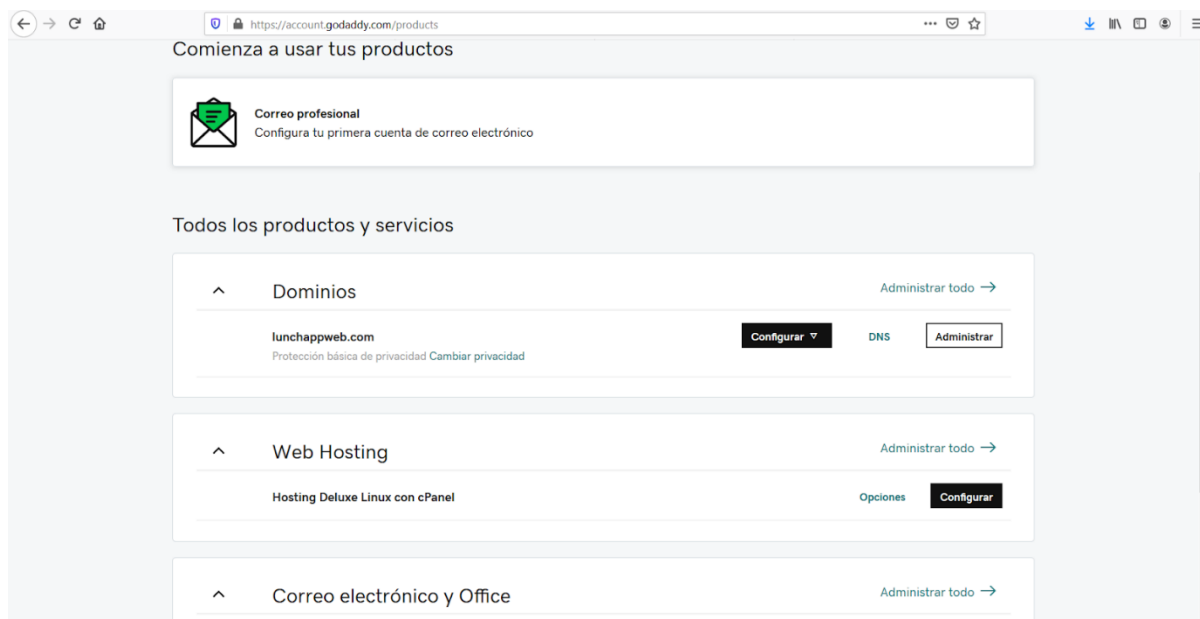 https://account.godaddy.com/products
Comienza a usar tus productos
Correo profesional
Configura tu primera cuenta de correo electrónico
Todos los productos y servicios
Dominios
Administrar todo →
lunchappweb.com
Configurar
DNS
Administrar
Protección básica de privacidad Cambiar privacidad
Web Hosting
Administrar todo →
Hosting Deluxe Linux con cPanel
Opciones
Configurar
Correo electrónico y Office
Administrar todo →